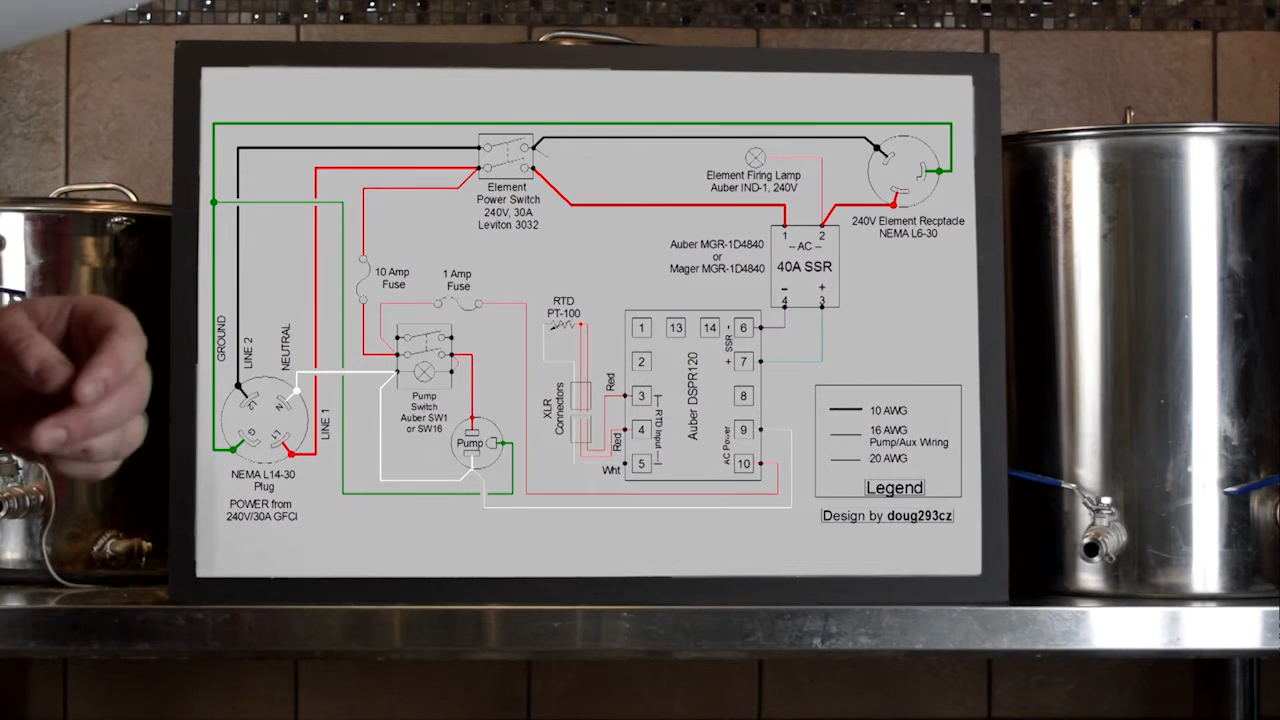 Element
Power Switch
240V, 30A
Leviton 3032
Element Firing Lamp
Auber IND-1, 240V
240V Element Recptacle
NEMA L6-30
Auber MGR-1D4840
or
Mager MGR-1D4840
1 2
– AC –
40A SSR
– +
4 3
10 Amp
Fuse
1 Amp
Fuse
RTD
PT-100
GROUND
LINE 2
NEUTRAL
LINE 1
L2
N
G
L1
NEMA L14-30
Plug
POWER from
240V/30A GFCI
Pump
Switch
Auber SW1
or SW16
Pump
XLR
Connectors
Red
Red
Wht
1 13 14 6
2 7
3 8
4 9
5 10
- SSR +
RTD Input
Auber DSPR120
AC Power
10 AWG
16 AWG
Pump/Aux Wiring
20 AWG
Legend
Design by doug293cz